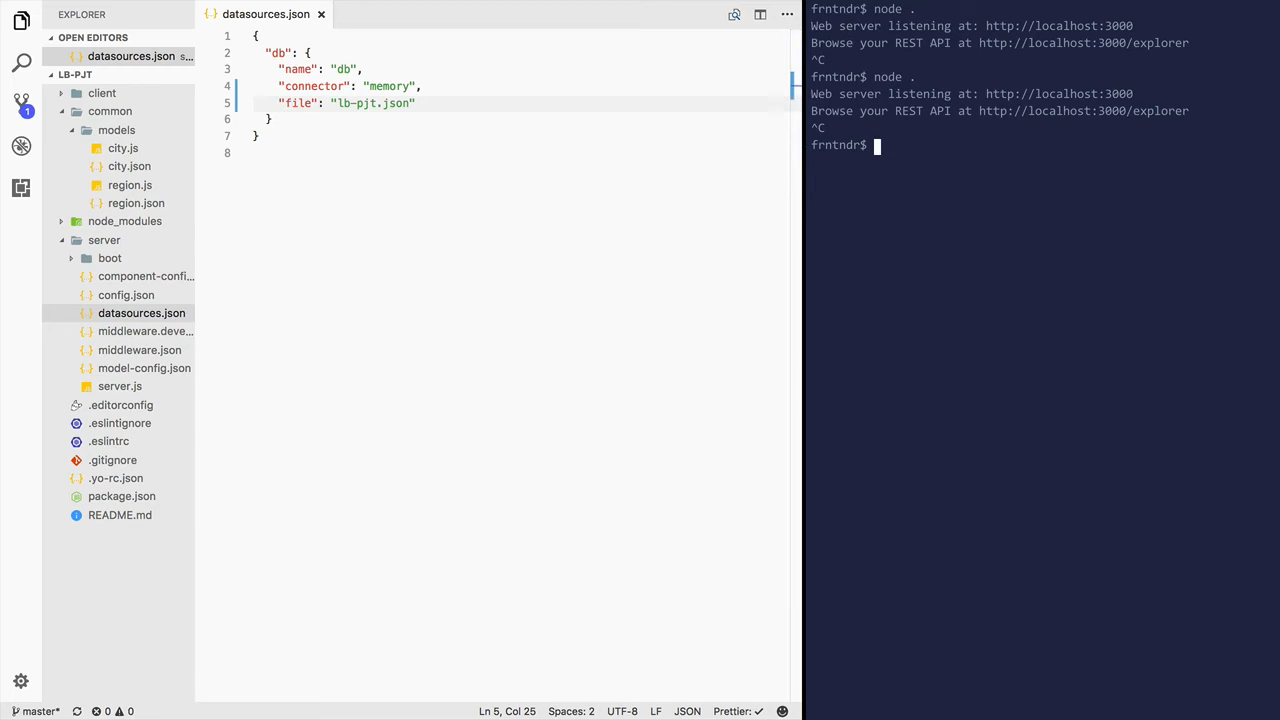 EXPLORER
OPEN EDITORS
datasources.json s...
LB-PJT
client
common
models
city.js
city.json
region.js
region.json
node_modules
server
boot
component-confi...
config.json
datasources.json
middleware.deve...
middleware.json
model-config.json
server.js
.editorconfig
.eslintignore
.eslintrc
.gitignore
.yo-rc.json
package.json
README.md
1
datasources.json
1 {
2 "db": {
3 "name": "db",
4 "connector": "memory",
5 "file": "lb-pjt.json"
6 }
7 }
8
frntndr$ node .
Web server listening at: http://localhost:3000
Browse your REST API at http://localhost:3000/explorer
^C
frntndr$ node .
Web server listening at: http://localhost:3000
Browse your REST API at http://localhost:3000/explorer
^C
frntndr$
master* 0 0 Ln 5, Col 25 Spaces: 2 UTF-8 LF JSON Prettier: ✓